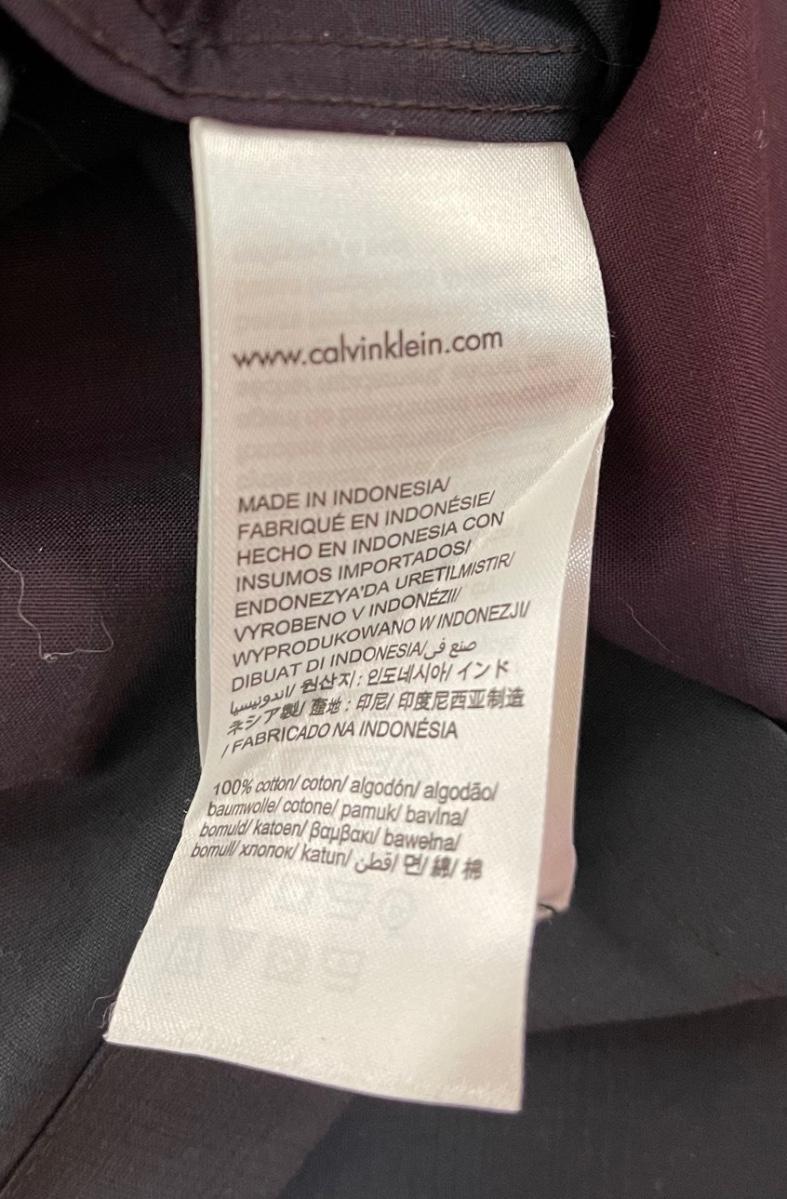 www.calvinklein.com
MADE IN INDONESIA/
FABRIQUÉ EN INDONÉSIE/
HECHO EN INDONESIA CON
INSUMOS IMPORTADOS/
ENDONEZYA'DA URETILMISTIR/
VYROBENO V INDONÉZII/
WYPRODUKOWANO W INDONEZJI/
DIBUAT DI INDONESIA/صنع في
اندونيسيا/ 원산지: 인도네시아/ インド
ネシア製/ 產地: 印尼/ 印度尼西亚制造
/ FABRICADO NA INDONÉSIA
100% cotton/ coton/ algodón/ algodão/
baumwolle/ cotone/ pamuk/ bavlna/
bomuld/ katoen/ βαμβακι/ bawełna/
bomull/ хлопок/ katun/ قطن/ 면/ 綿/ 棉